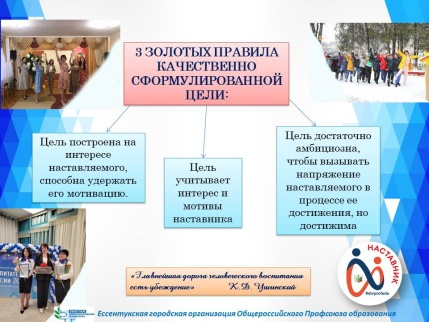 3 ЗОЛОТЫХ ПРАВИЛА
КАЧЕСТВЕННО
СФОРМУЛИРОВАННОЙ
ЦЕЛИ:
Цель построена на
интересе
наставляемого,
способна удержать
его мотивацию.
Цель
учитывает
интерес и
мотивы
наставника
Цель достаточно
амбициозна,
чтобы вызывать
напряжение
наставляемого в
процессе ее
достижения, но
достижима
«Главнейшая дорога человеческого воспитания
есть убеждение» К. Д. Ушинский
НАСТАВНИК
Ессентукская городская организация Общероссийского Профсоюза образования